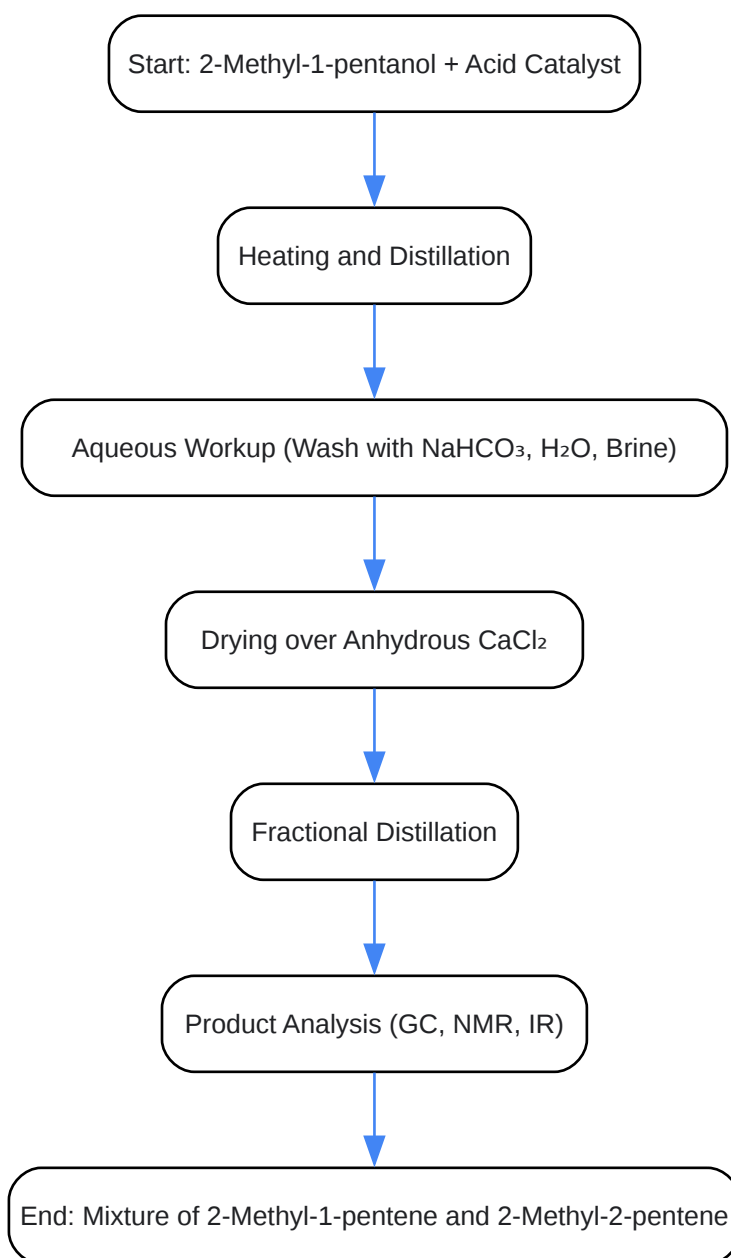 Start: 2-Methyl-1-pentanol + Acid Catalyst
Heating and Distillation
Aqueous Workup (Wash with NaHCO₃, H₂O, Brine)
Drying over Anhydrous CaCl₂
Fractional Distillation
Product Analysis (GC, NMR, IR)
End: Mixture of 2-Methyl-1-pentene and 2-Methyl-2-pentene